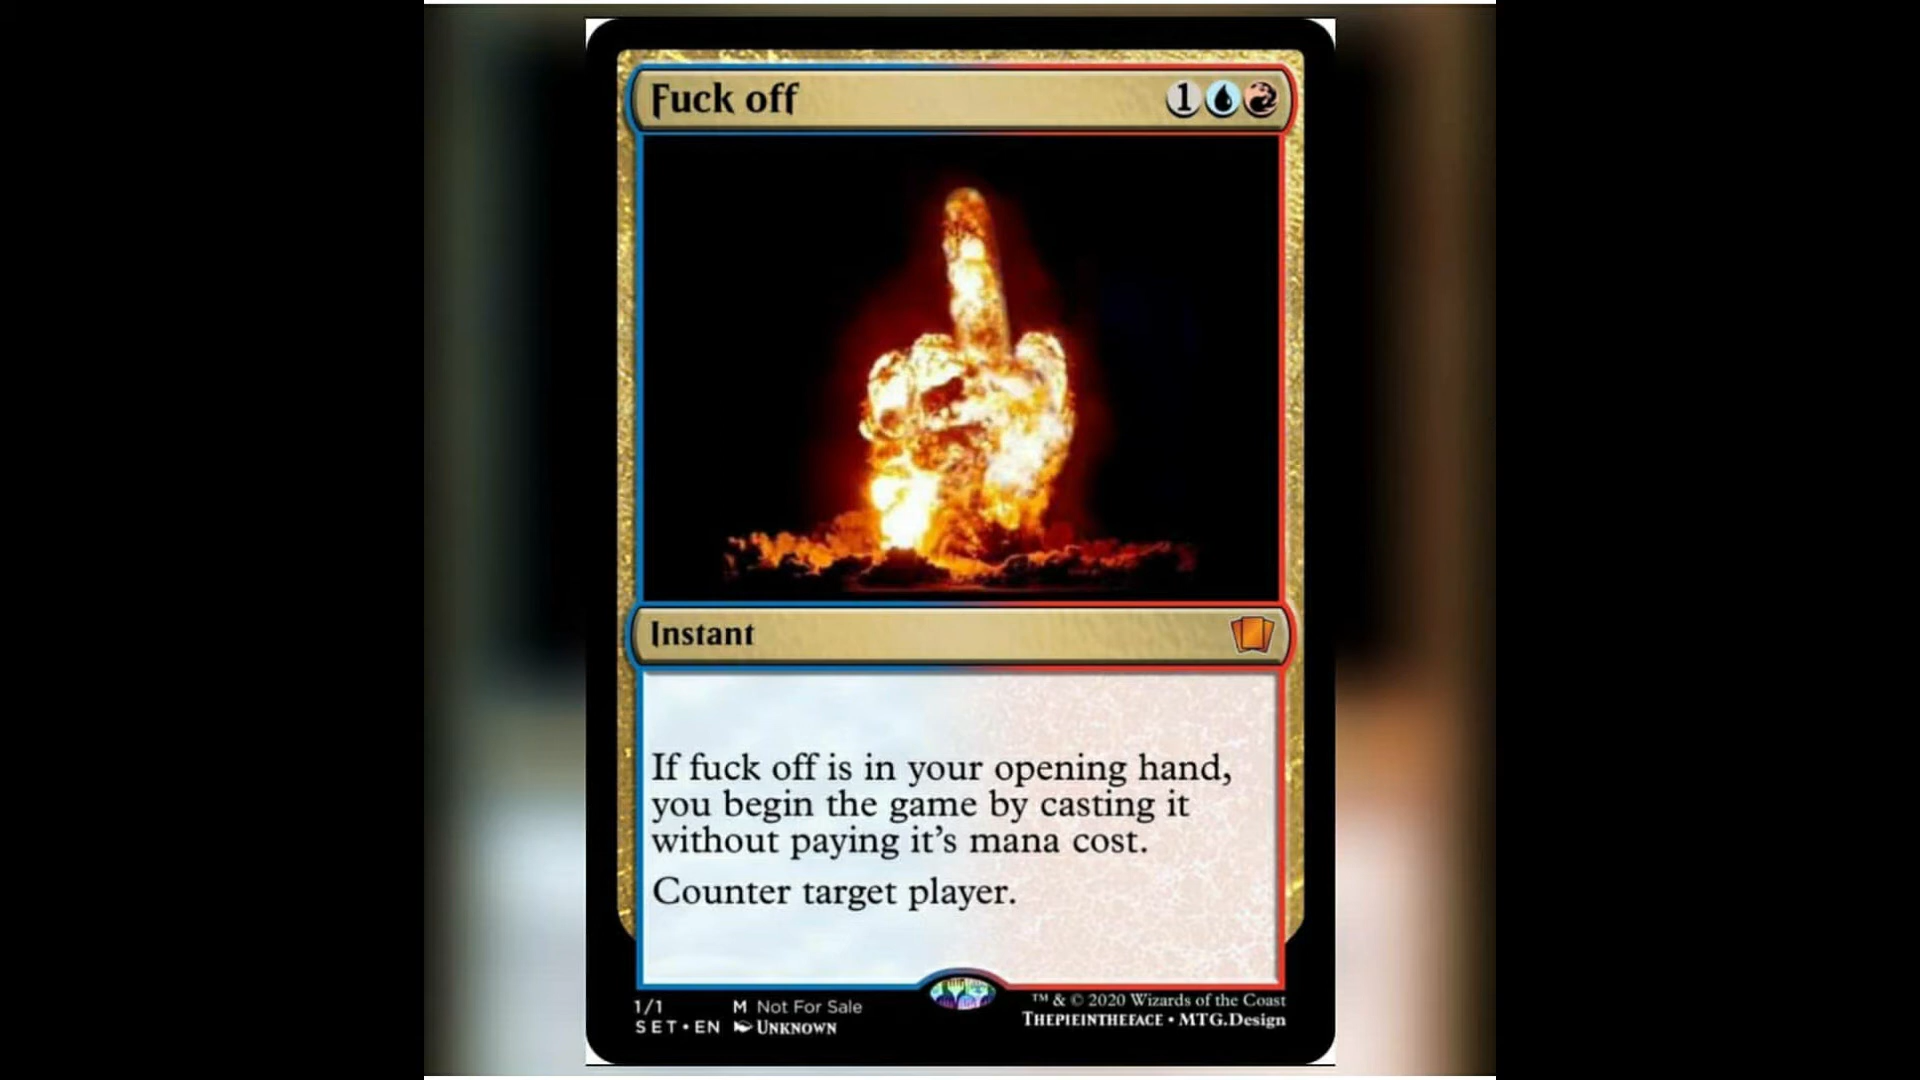 Fuck off 1
Instant
If fuck off is in your opening hand,
you begin the game by casting it
without paying it's mana cost.
Counter target player.
1/1 M Not For Sale
SET•EN UNKNOWN
™ & © 2020 Wizards of the Coast
THEPIEINTHEFACE • MTG.Design